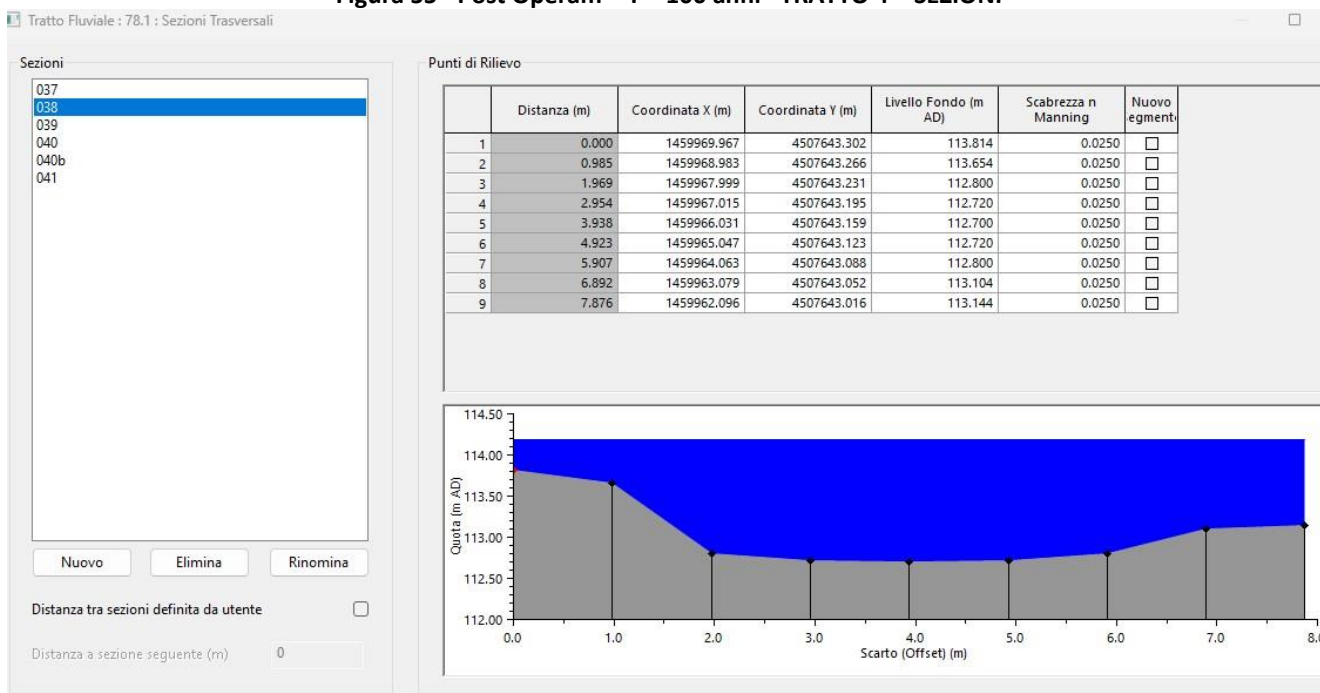 Figura 35 - Post Operam - T = 100 anni - TRATTO 4 - SEZIONI
Tratto Fluviale : 78.1 : Sezioni Trasversali
Sezioni
037
038
039
040
040b
041
Nuovo Elimina Rinomina
Distanza tra sezioni definita da utente
Distanza a sezione seguente (m) 0
Punti di Rilievo
Distanza (m) Coordinata X (m) Coordinata Y (m) Livello Fondo (m AD) Scabrezza n Manning Nuovo egment
1 0.000 1459969.967 4507643.302 113.814 0.0250
2 0.985 1459968.983 4507643.266 113.654 0.0250
3 1.969 1459967.999 4507643.231 112.800 0.0250
4 2.954 1459967.015 4507643.195 112.720 0.0250
5 3.938 1459966.031 4507643.159 112.700 0.0250
6 4.923 1459965.047 4507643.123 112.720 0.0250
7 5.907 1459964.063 4507643.088 112.800 0.0250
8 6.892 1459963.079 4507643.052 113.104 0.0250
9 7.876 1459962.096 4507643.016 113.144 0.0250
Quota (m AD)
114.50
114.00
113.50
113.00
112.50
112.00
0.0 1.0 2.0 3.0 4.0 5.0 6.0 7.0 8.0
Scarto (Offset) (m)